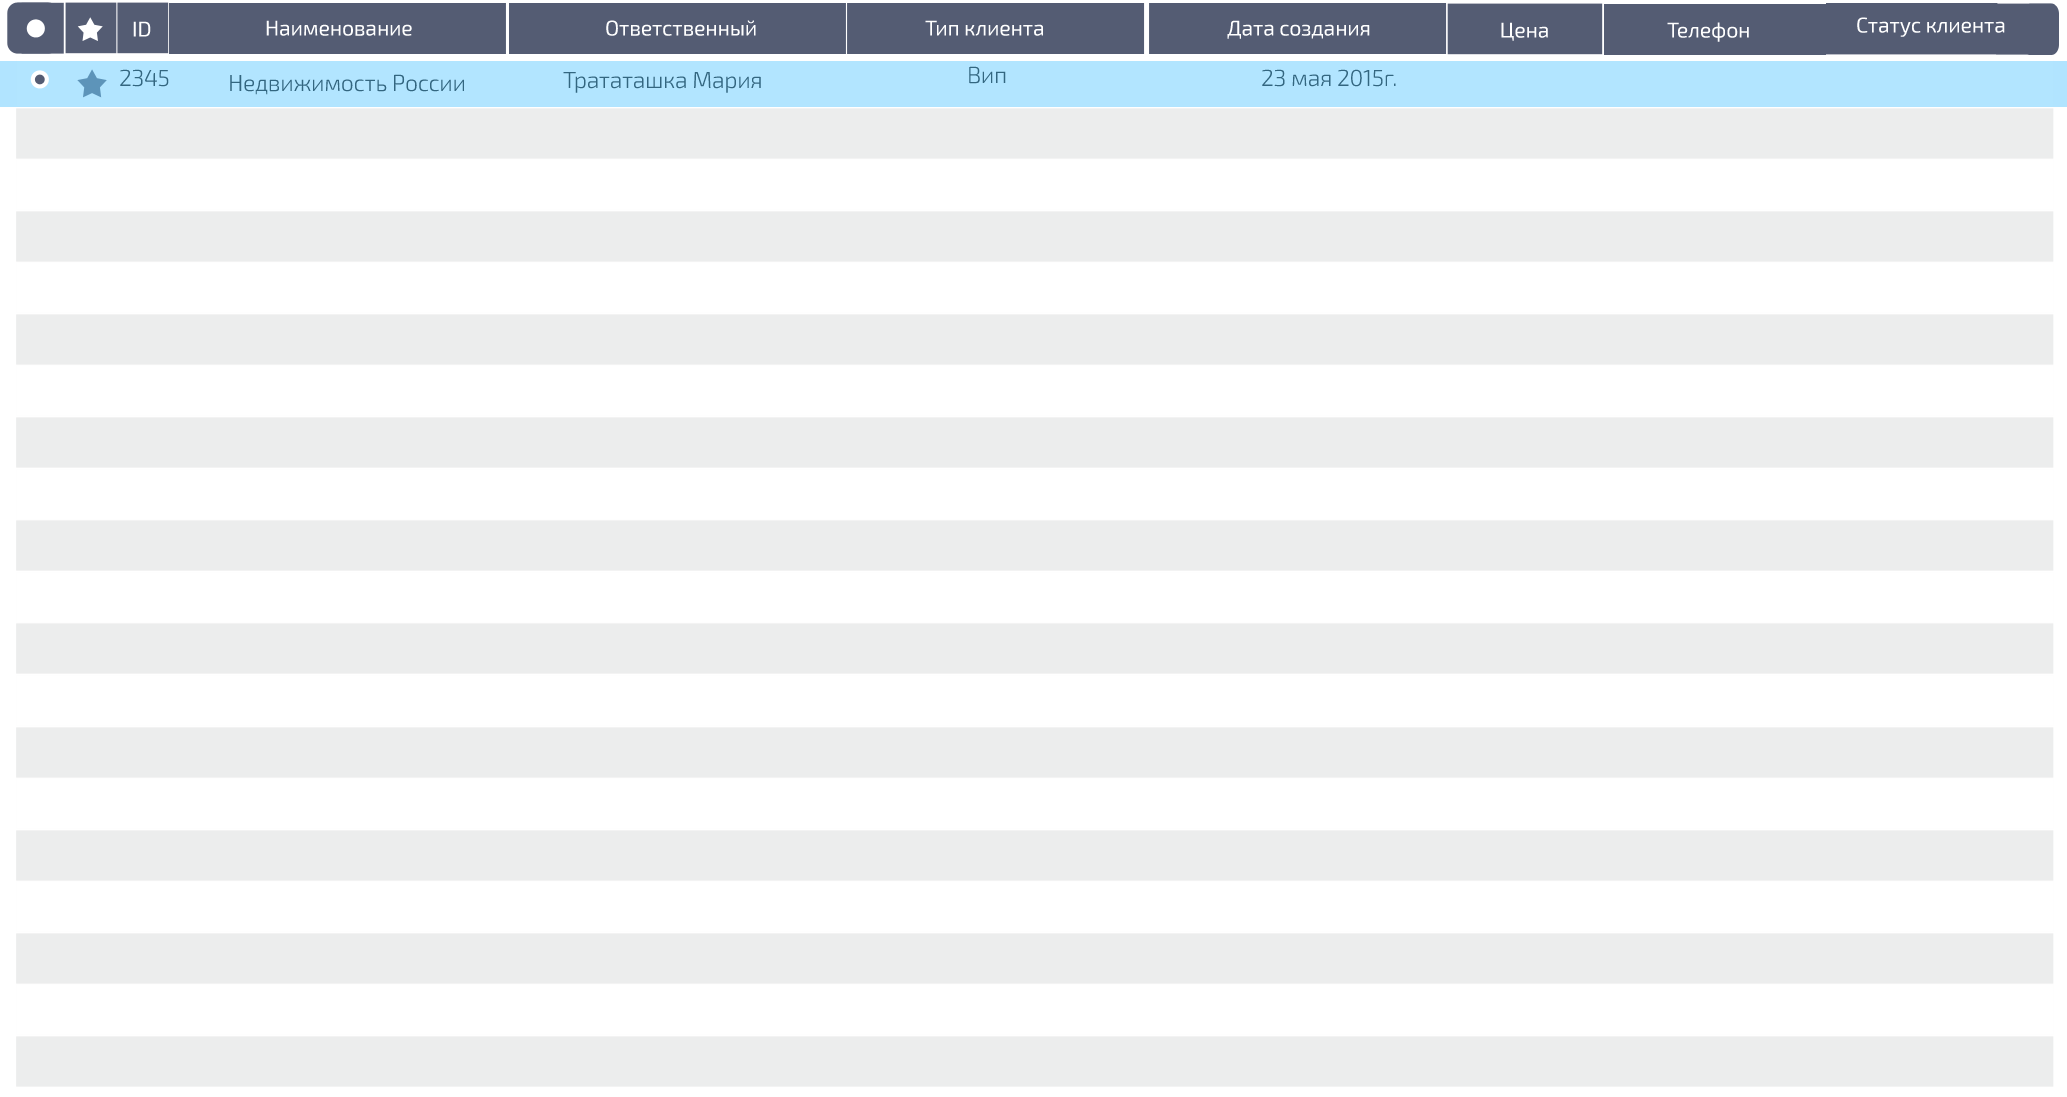 ID Наименование Ответственный Тип клиента Дата создания Цена Телефон Статус клиента
2345 Недвижимость России Трататашка Мария Вип 23 мая 2015г.